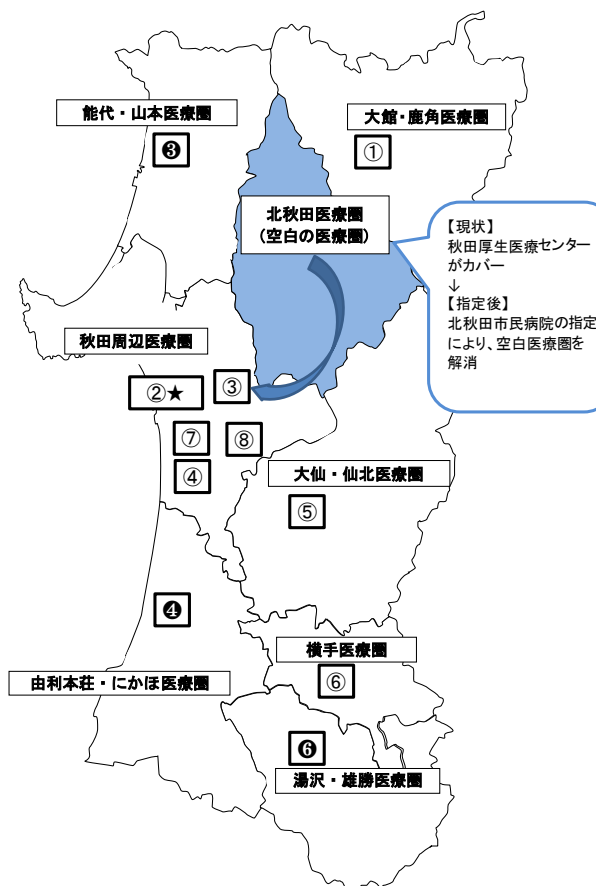 能代・山本医療圏
❸
大館・鹿角医療圏
①
北秋田医療圏
(空白の医療圏)
【現状】
秋田厚生医療センター
がカバー
↓
【指定後】
北秋田市民病院の指定
により、空白医療圏を
解消
秋田周辺医療圏
②★
③
⑦
⑧
④
大仙・仙北医療圏
⑤
❹
由利本荘・にかほ医療圏
横手医療圏
⑥
❻
湯沢・雄勝医療圏